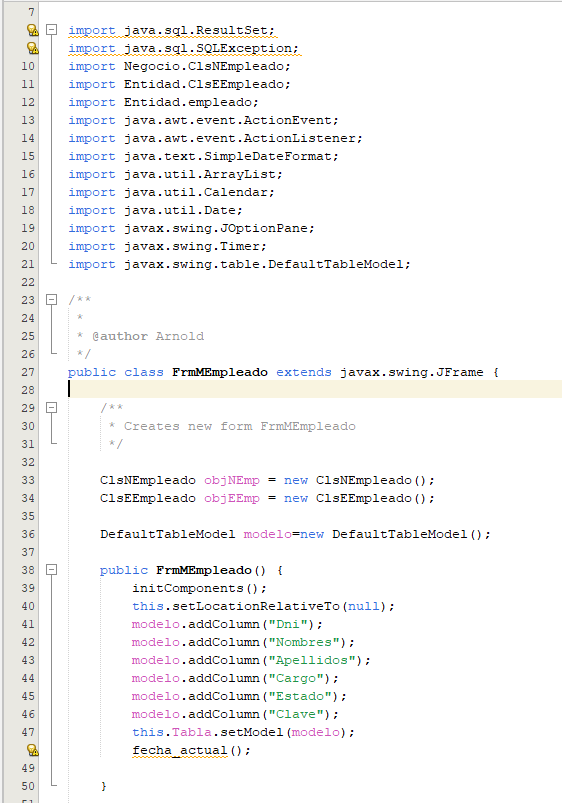 7
import java.sql.ResultSet;
import java.sql.SQLException;
10 import Negocio.ClsNEmpleado;
11 import Entidad.ClsEEmpleado;
12 import Entidad.empleado;
13 import java.awt.event.ActionEvent;
14 import java.awt.event.ActionListener;
15 import java.text.SimpleDateFormat;
16 import java.util.ArrayList;
17 import java.util.Calendar;
18 import java.util.Date;
19 import javax.swing.JOptionPane;
20 import javax.swing.Timer;
21 import javax.swing.table.DefaultTableModel;
22
23 /**
24 *
25 * @author Arnold
26 */
27 public class FrmMEmpleado extends javax.swing.JFrame {
28
29 /**
30 * Creates new form FrmMEmpleado
31 */
32
33 ClsNEmpleado objNEmp = new ClsNEmpleado();
34 ClsEEmpleado objEEmp = new ClsEEmpleado();
35
36 DefaultTableModel modelo=new DefaultTableModel();
37
38 public FrmMEmpleado() {
39 initComponents();
40 this.setLocationRelativeTo(null);
41 modelo.addColumn("Dni");
42 modelo.addColumn("Nombres");
43 modelo.addColumn("Apellidos");
44 modelo.addColumn("Cargo");
45 modelo.addColumn("Estado");
46 modelo.addColumn("Clave");
47 this.Tabla.setModel(modelo);
fecha_actual();
49
50 }